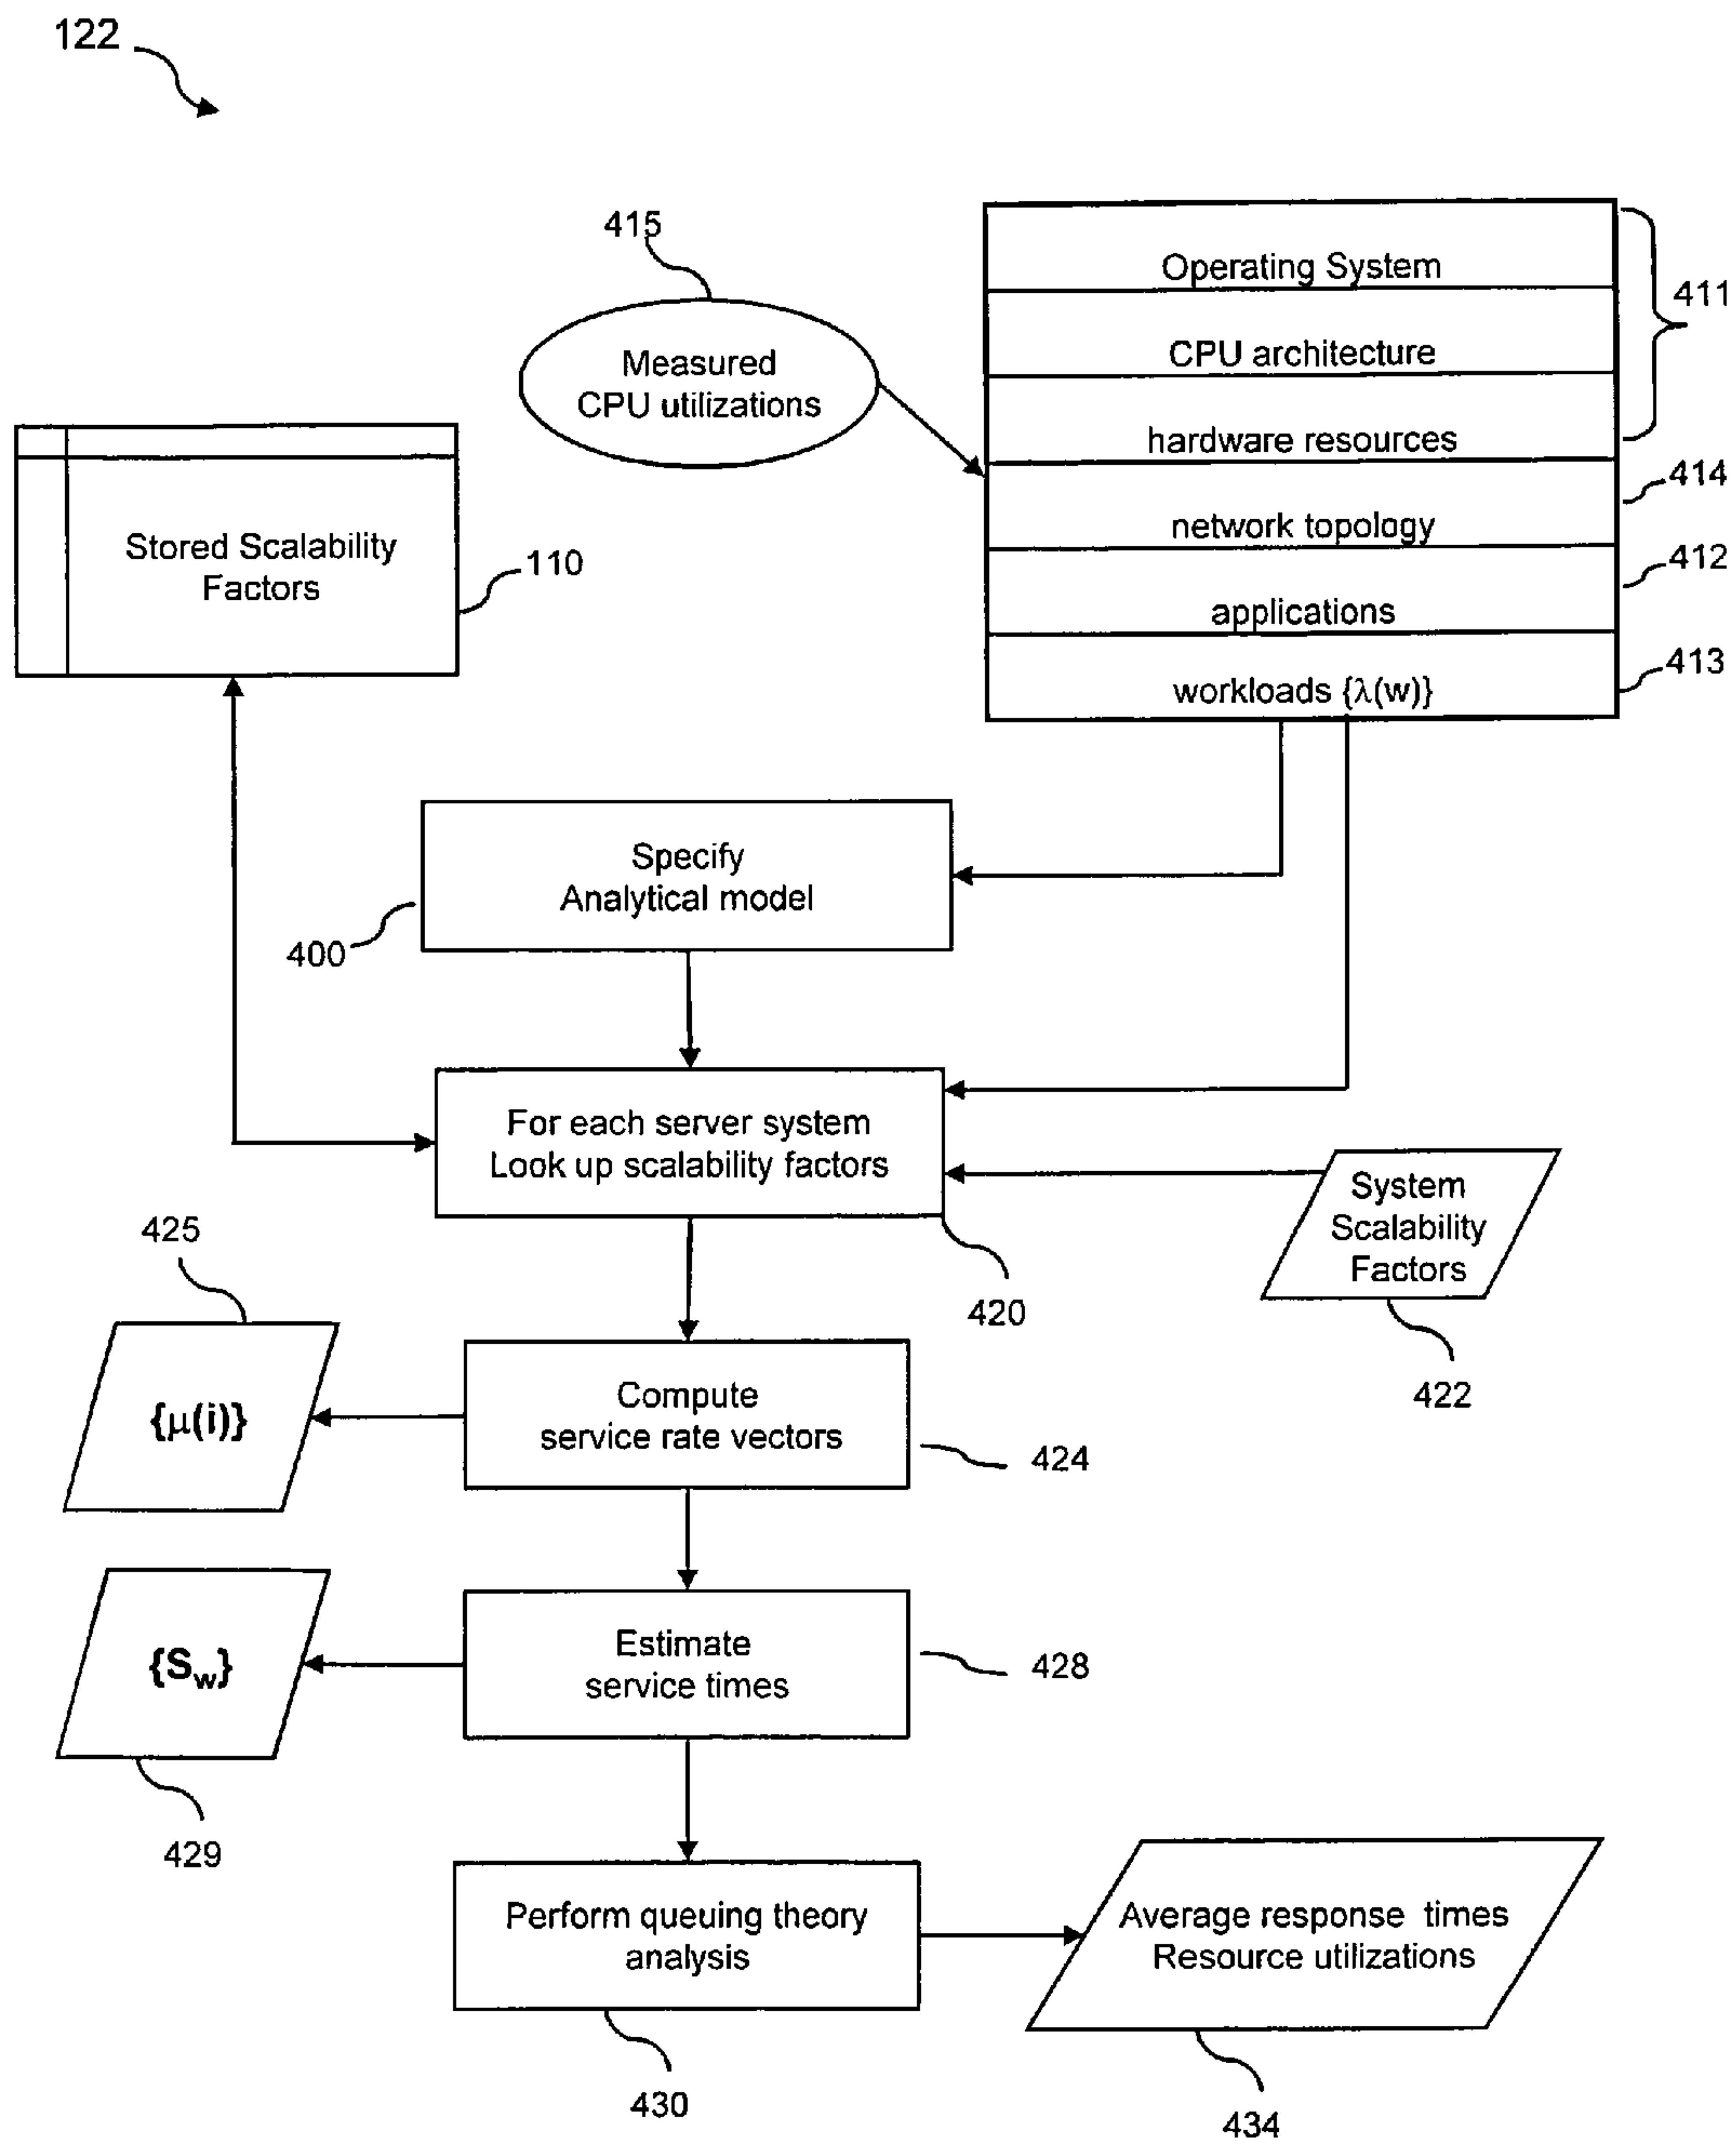 122
415
Operating System
411
Measured
CPU utilizations
CPU architecture
hardware resources
414
network topology
Stored Scalability
Factors
110
412
applications
413
workloads {λ(w)}
Specify
Analytical model
400
For each server system
Look up scalability factors
System
Scalability
Factors
425
420
422
{μ(i)}
Compute
service rate vectors
424
{Sw}
Estimate
service times
428
429
Perform queuing theory
analysis
Average response times
Resource utilizations
430
434